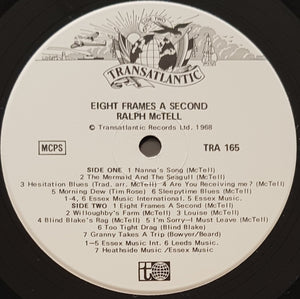 TRANSATLANTIC
EIGHT FRAMES A SECOND
RALPH McTELL
℗ Transatlantic Records Ltd. 1968
MCPS
TRA 165
SIDE ONE 1 Nanna's Song (McTell)
2 The Mermaid And The Seagull (McTell)
3 Hesitation Blues (Trad. arr. McTell) 4 Are You Receiving me? (McTell)
5 Morning Dew (Tim Rose) 6 Sleepytime Blues (McTell)
1-4, 6 Essex Music International. 5 Essex Music.
SIDE TWO 1 Eight Frames A Second (McTell)
2 Willoughby's Farm (McTell) 3 Louise (McTell)
4 Blind Blake's Rag (McTell) 5 I'm Sorry—I Must Leave (McTell)
6 Too Tight Drag (Blind Blake)
7 Granny Takes A Trip (Bowyer/Beard)
1—5 Essex Music Int. 6 Leeds Music.
7 Heathside Music/Essex Music